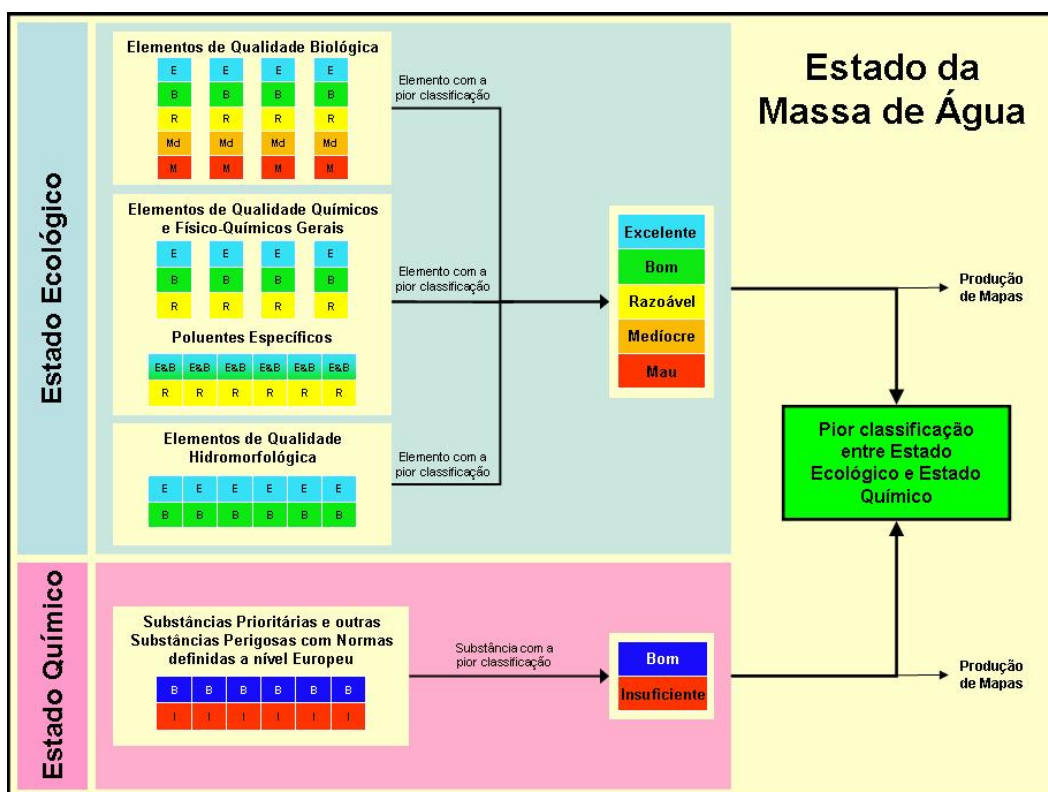 Estado da
Massa de Água
Estado Ecológico
Elementos de Qualidade Biológica
E E E E
B B B B
R R R R
Md Md Md Md
M M M M
Elemento com a
pior classificação
Elementos de Qualidade Químicos
e Físico-Químicos Gerais
E E E E
B B B B
R R R R
Elemento com a
pior classificação
Poluentes Específicos
E&B E&B E&B E&B E&B E&B
R R R R R R
Elementos de Qualidade
Hidromorfológica
E E E E E E
B B B B B B
Elemento com a
pior classificação
Excelente
Bom
Razoável
Medíocre
Mau
Produção
de Mapas
Pior classificação
entre Estado
Ecológico e Estado
Químico
Estado Químico
Substâncias Prioritárias e outras
Substâncias Perigosas com Normas
definidas a nível Europeu
B B B B B B
I I I I I I
Substância com a
pior classificação
Bom
Insuficiente
Produção
de Mapas